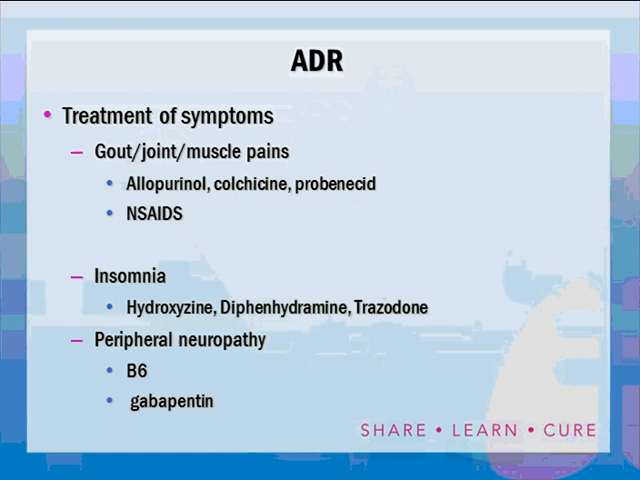 ADR
• Treatment of symptoms
– Gout/joint/muscle pains
• Allopurinol, colchicine, probenecid
• NSAIDS
– Insomnia
• Hydroxyzine, Diphenhydramine, Trazodone
– Peripheral neuropathy
• B6
• gabapentin
SHARE • LEARN • CURE